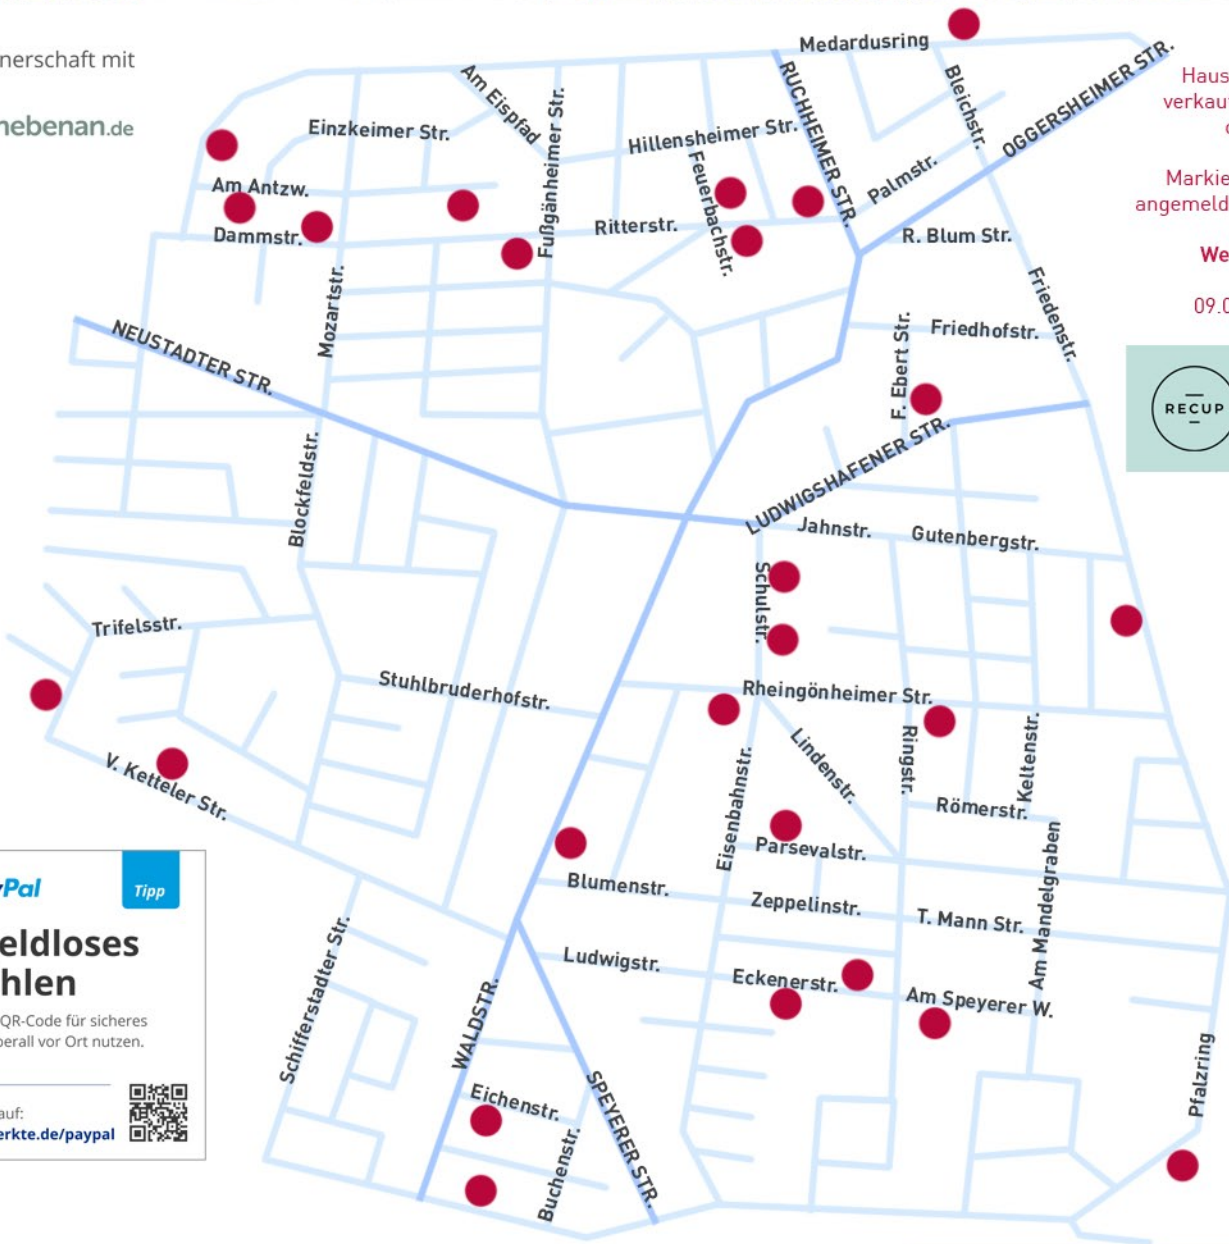 nerschaft mit
nebenan.de
Medardusring
Bleichstr.
OGGERSHEIMER STR.
RUCHHEIMER STR.
Am Eispfad
Fußgänheimer Str.
Einzkeimer Str.
Hillensheimer Str.
Feuerbachstr.
Palmstr.
Am Antzw.
Dammstr.
Ritterstr.
R. Blum Str.
Mozartstr.
Friedenstr.
NEUSTADTER STR.
F. Ebert Str.
Friedhofstr.
Blockfeldstr.
LUDWIGSHAFENER STR.
Jahnstr.
Gutenbergstr.
Schulstr.
Trifelsstr.
Stuhlbruderhofstr.
Rheingönheimer Str.
V. Ketteler Str.
Lindenstr.
Ringstr.
Keltenstr.
Eisenbahnstr.
Römerstr.
Parsevalstr.
Blumenstr.
Zeppelinstr.
T. Mann Str.
Am Mandelgraben
Ludwigstr.
Eckenerstr.
Am Speyerer W.
Schifferstadter Str.
WALDSTR.
Eichenstr.
SPEYERER STR.
Buchenstr.
Pfalzring
Haus
verkau
Markie
angemeld
We
09.0
RECUP
Pal
Tipp
eldloses
hlen
QR-Code für sicheres
erall vor Ort nutzen.
auf:
erkte.de/paypal